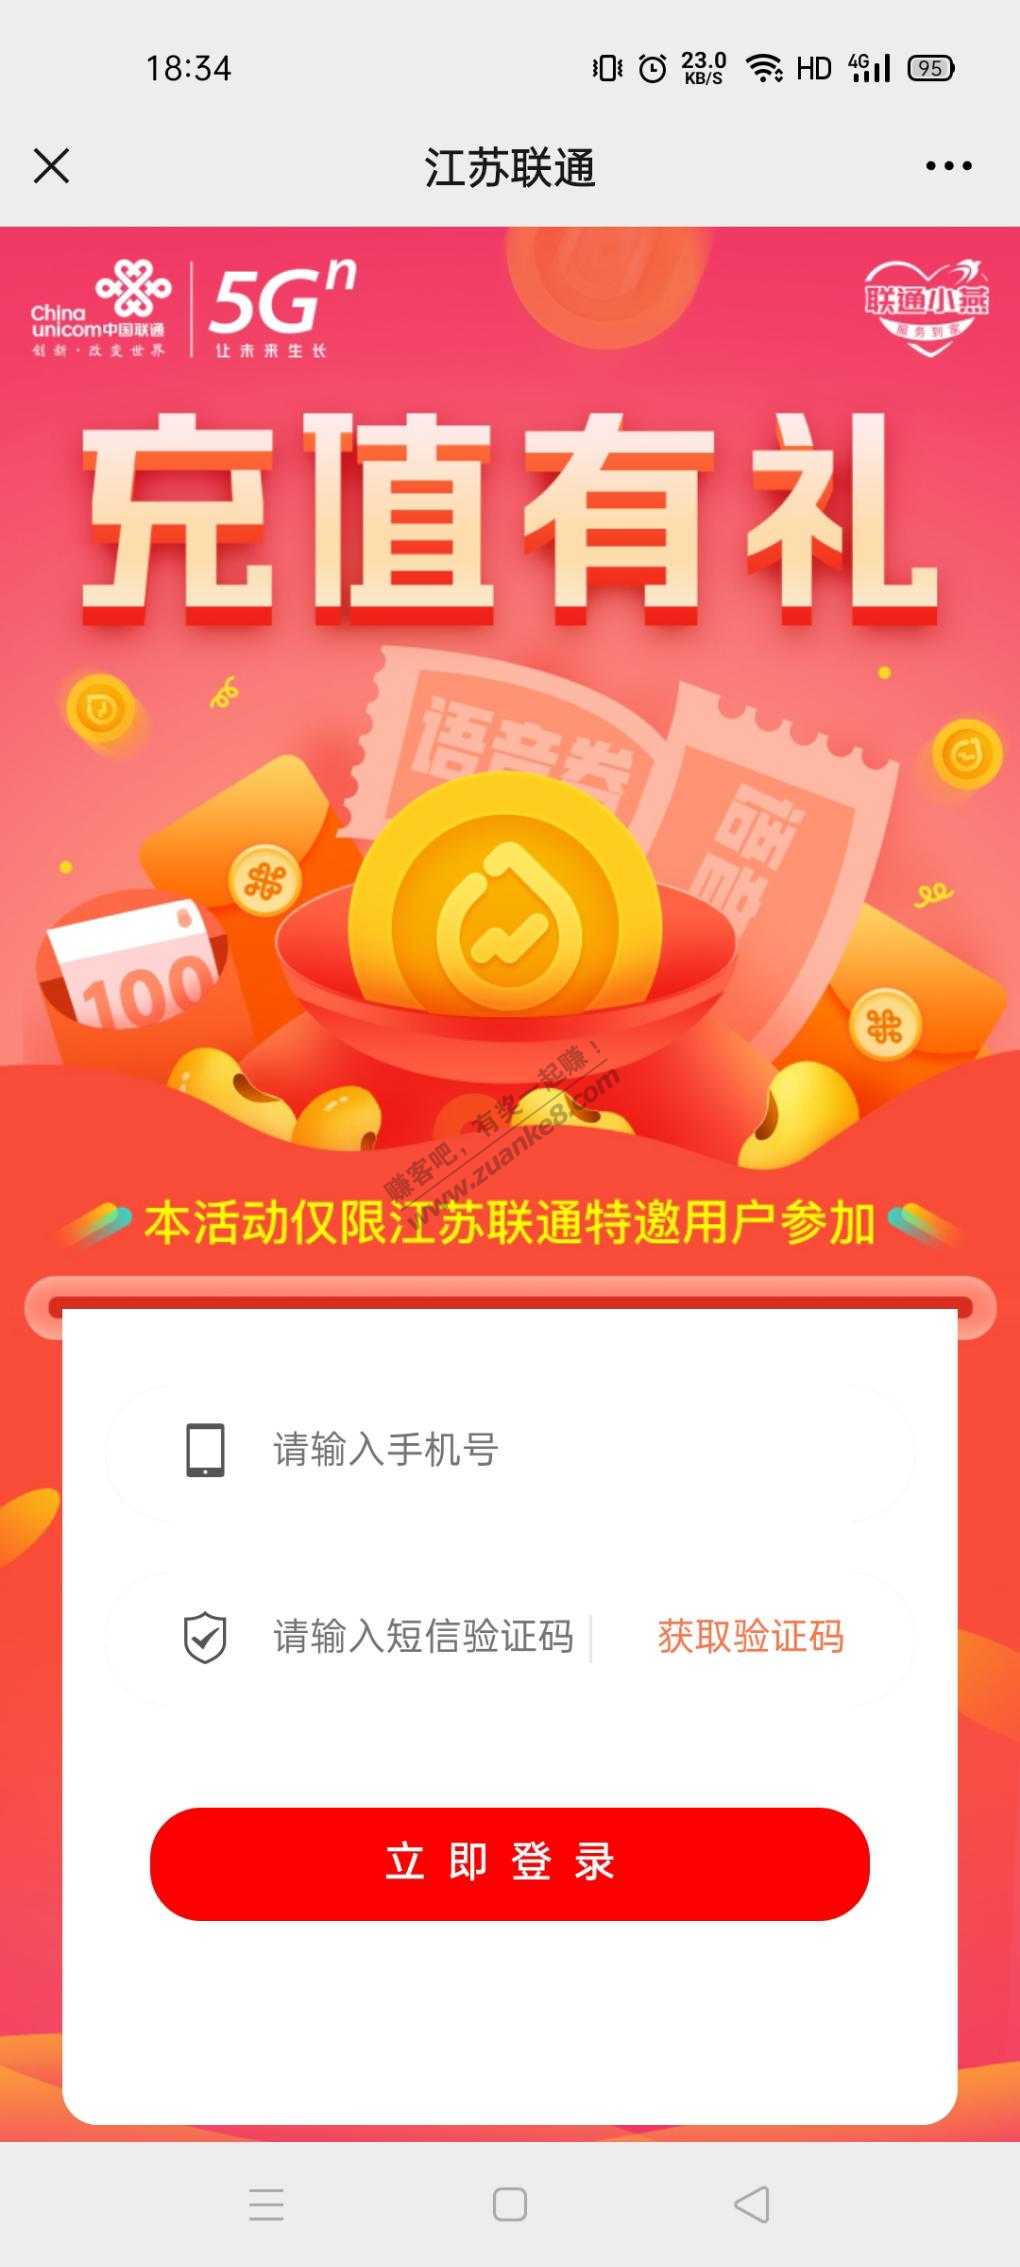 18:34
23.0
KB/S
HD
4G
95
江苏联通
China
unicom中国联通
创新·改变世界
5Gⁿ
让未来生长
联通小燕
服务到家
充值有礼
语音券
100
赚客吧，有奖一起赚！
www.zuanke8.com
本活动仅限江苏联通特邀用户参加
请输入手机号
请输入短信验证码
获取验证码
立即登录